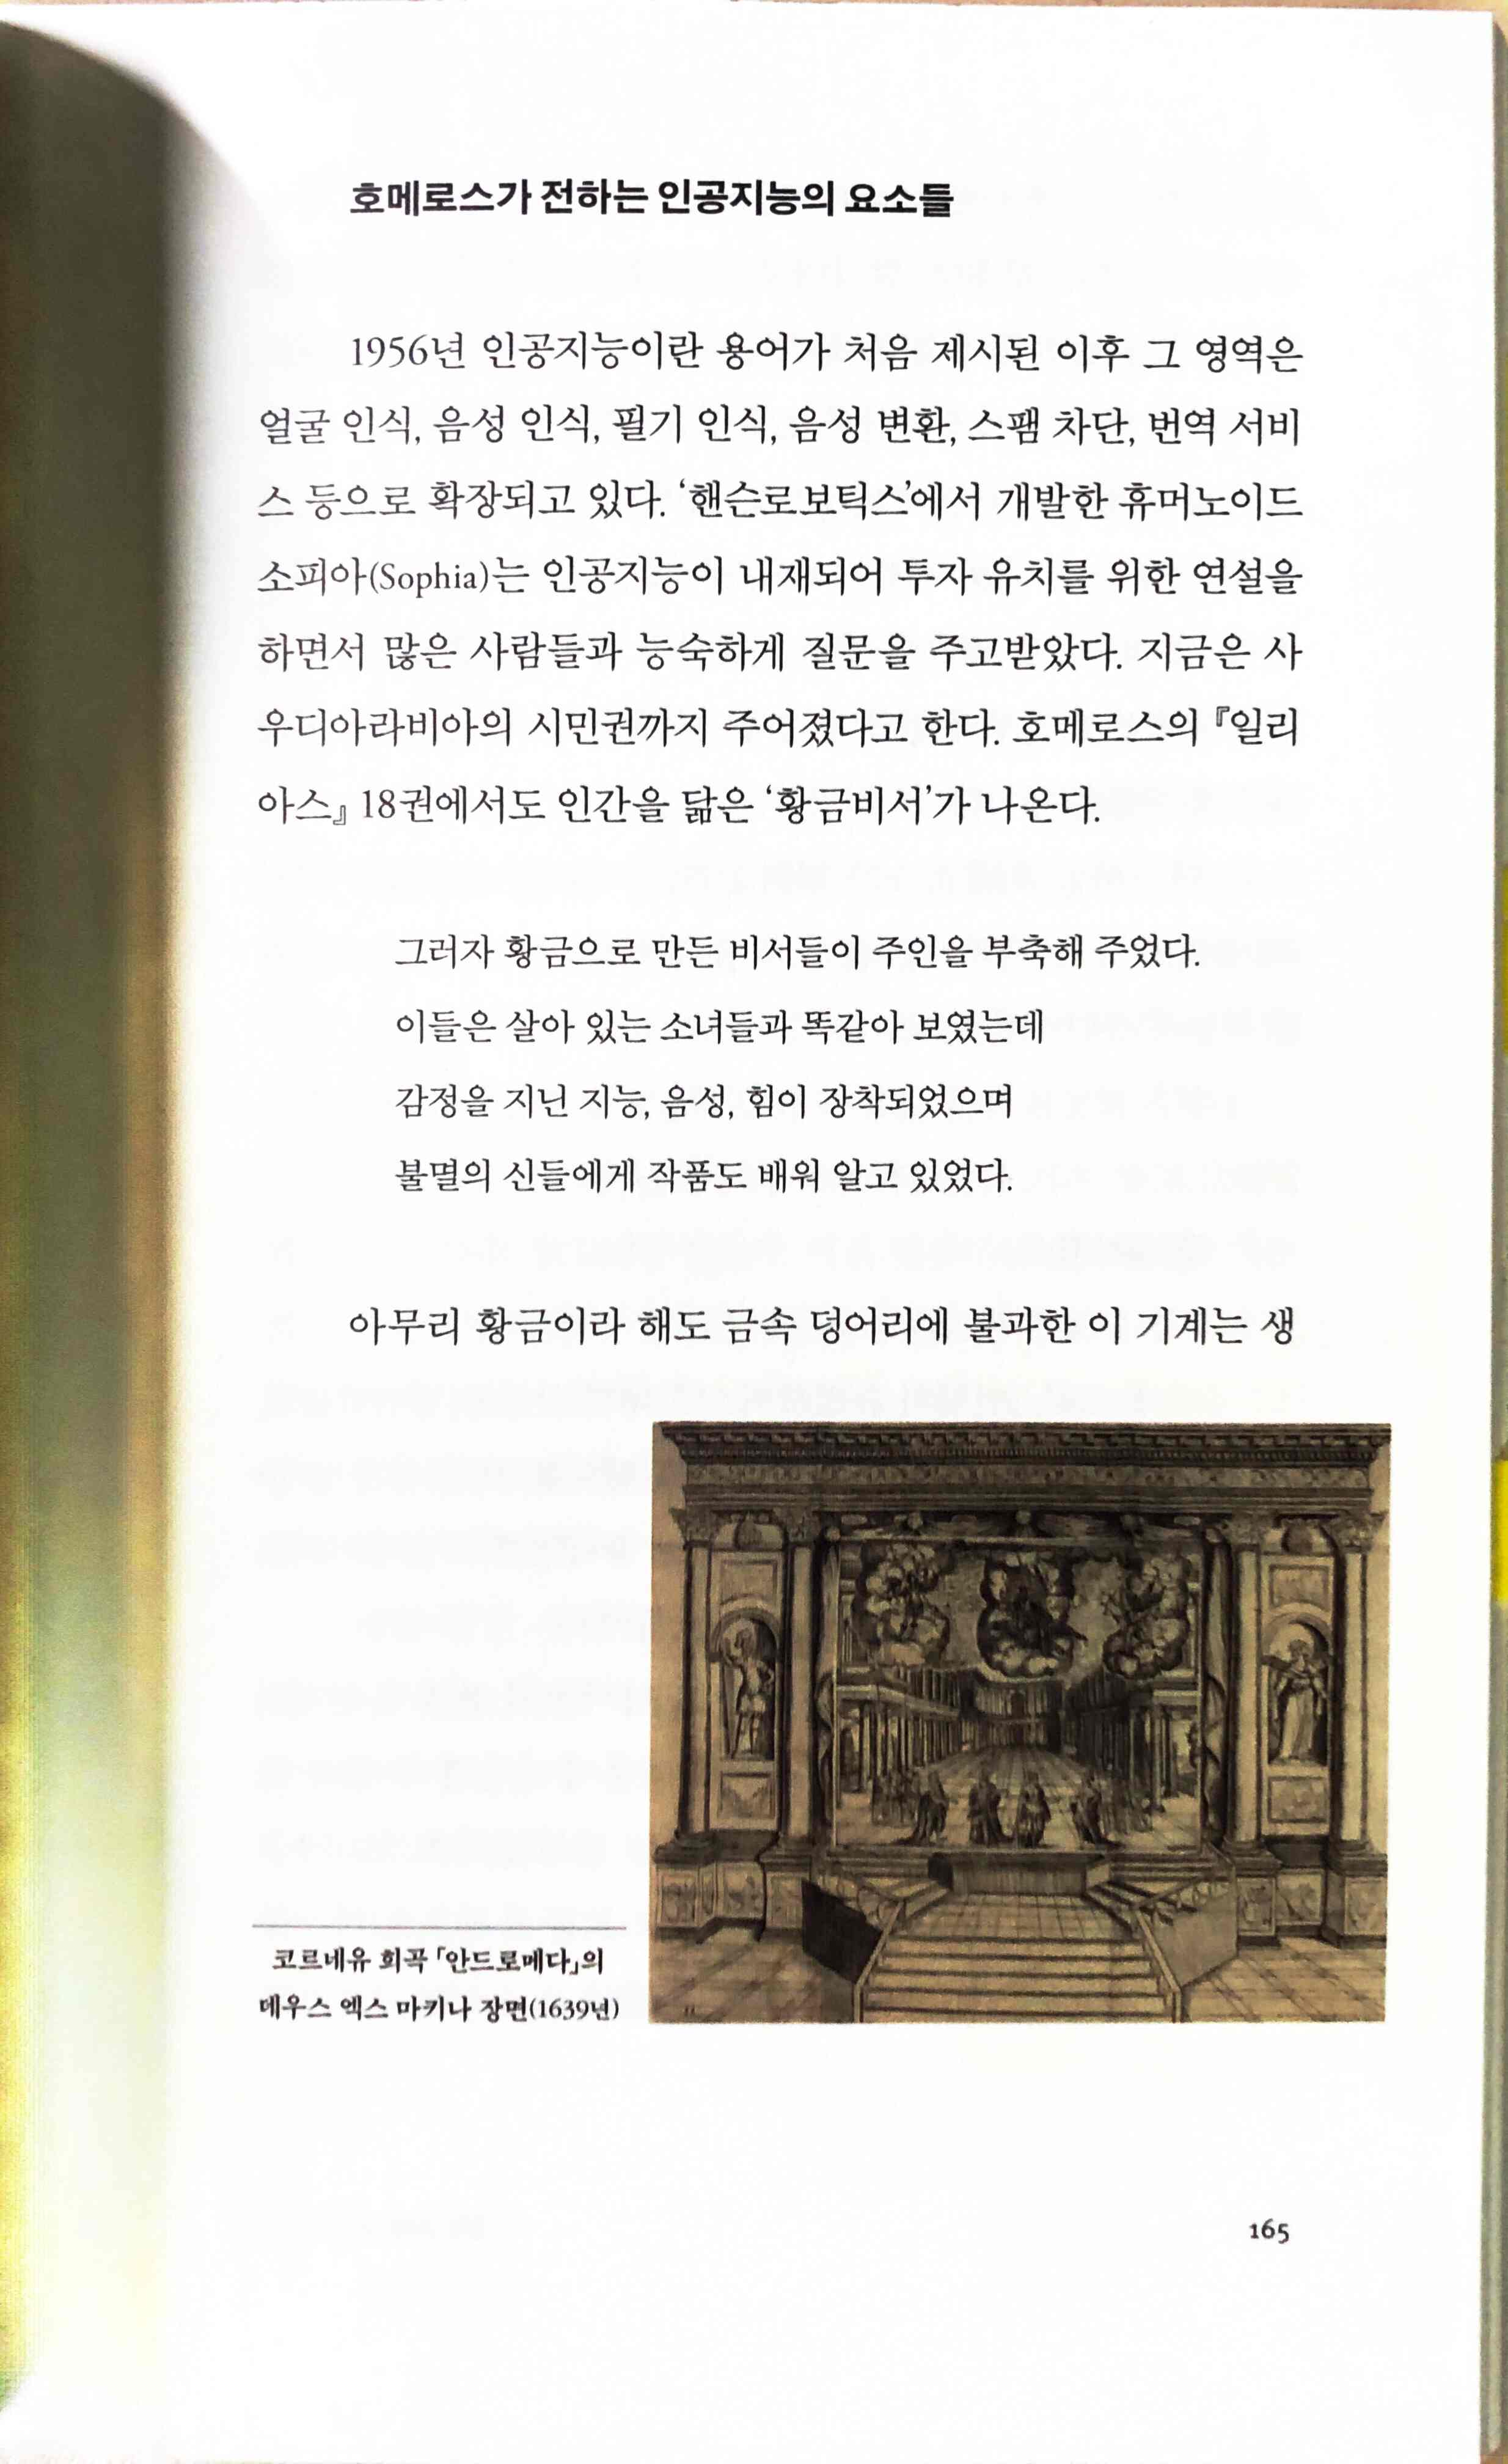 호메로스가 전하는 인공지능의 요소들
1956년 인공지능이란 용어가 처음 제시된 이후 그 영역은
얼굴 인식, 음성 인식, 필기 인식, 음성 변환, 스팸 차단, 번역 서비
스 등으로 확장되고 있다. ‘핸슨로보틱스’에서 개발한 휴머노이드
소피아(Sophia)는 인공지능이 내재되어 투자 유치를 위한 연설을
하면서 많은 사람들과 능숙하게 질문을 주고받았다. 지금은 사
우디아라비아의 시민권까지 주어졌다고 한다. 호메로스의 『일리
아스』 18권에서도 인간을 닮은 ‘황금비서’가 나온다.
그러자 황금으로 만든 비서들이 주인을 부축해 주었다.
이들은 살아 있는 소녀들과 똑같아 보였는데
감정을 지닌 지능, 음성, 힘이 장착되었으며
불멸의 신들에게 작품도 배워 알고 있었다.
아무리 황금이라 해도 금속 덩어리에 불과한 이 기계는 생
코르네유 희곡 「안드로메다」의
데우스 엑스 마키나 장면(1639년)
165